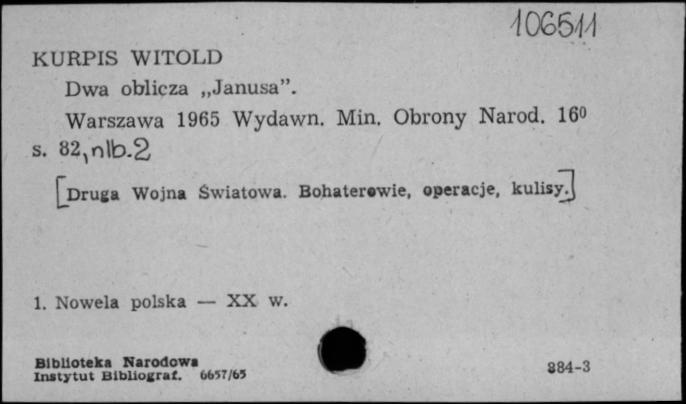 106511
KURPIS WITOLD
Dwa oblicza „Janusa”.
Warszawa 1965 Wydawn. Min. Obrony Narod. 16⁰
s. 82, nlb. 2
[Druga Wojna Światowa. Bohaterowie, operacje, kulisy.]
1. Nowela polska — XX w.
Biblioteka Narodowa
Instytut Bibliograf. 6657/65
884-3